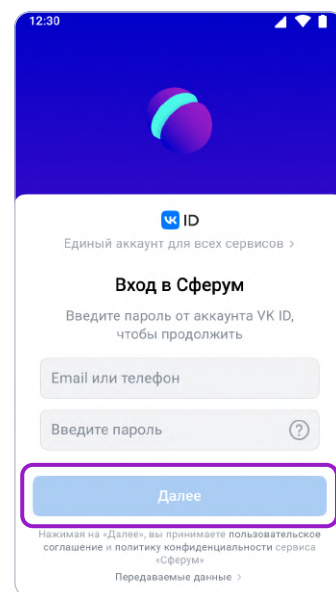 12:30
VK ID
Единый аккаунт для всех сервисов >
Вход в Сферум
Введите пароль от аккаунта VK ID,
чтобы продолжить
Email или телефон
Введите пароль ?
Далее
Нажимая на «Далее», вы принимаете пользовательское
соглашение и политику конфиденциальности сервиса
«Сферум»
Передаваемые данные >